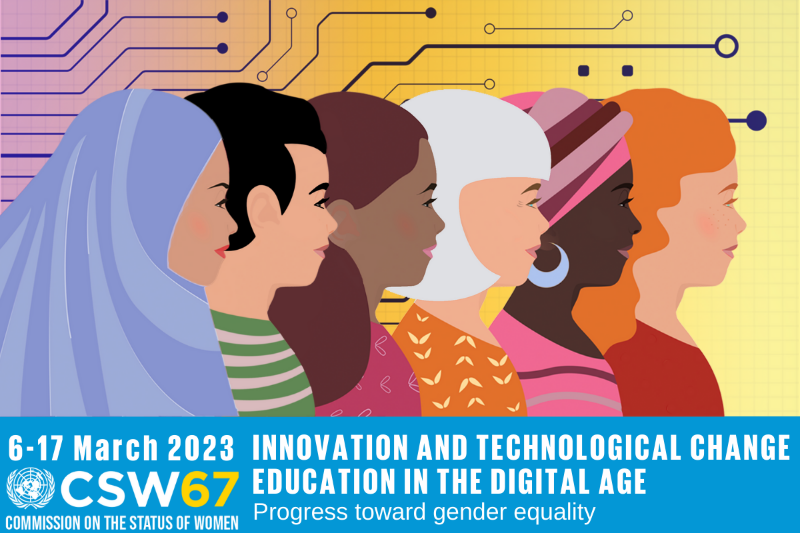 6-17 March 2023
CSW67
COMMISSION ON THE STATUS OF WOMEN
INNOVATION AND TECHNOLOGICAL CHANGE
EDUCATION IN THE DIGITAL AGE
Progress toward gender equality